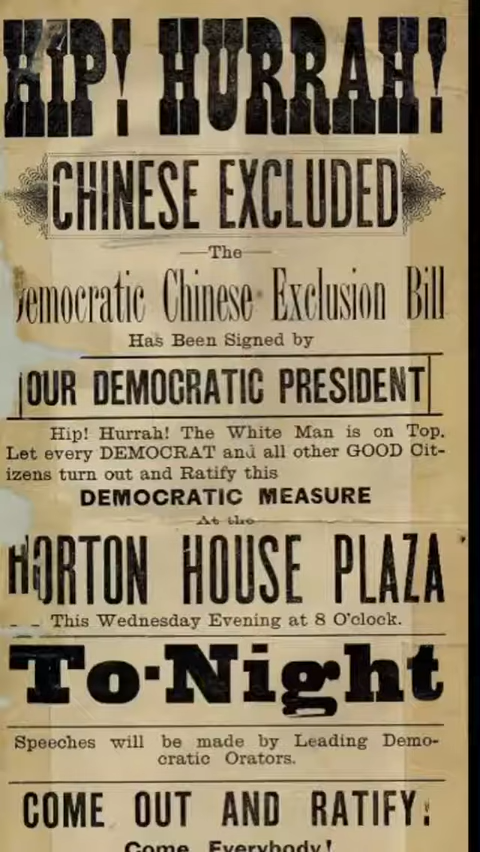 HIP! HURRAH!
CHINESE EXCLUDED
The
Democratic Chinese Exclusion Bill
Has Been Signed by
OUR DEMOCRATIC PRESIDENT
Hip! Hurrah! The White Man is on Top.
Let every DEMOCRAT and all other GOOD Cit-
izens turn out and Ratify this
DEMOCRATIC MEASURE
At the
HORTON HOUSE PLAZA
This Wednesday Evening at 8 O'clock.
To-Night
Speeches will be made by Leading Demo-
cratic Orators.
COME OUT AND RATIFY!
Come Everybody!